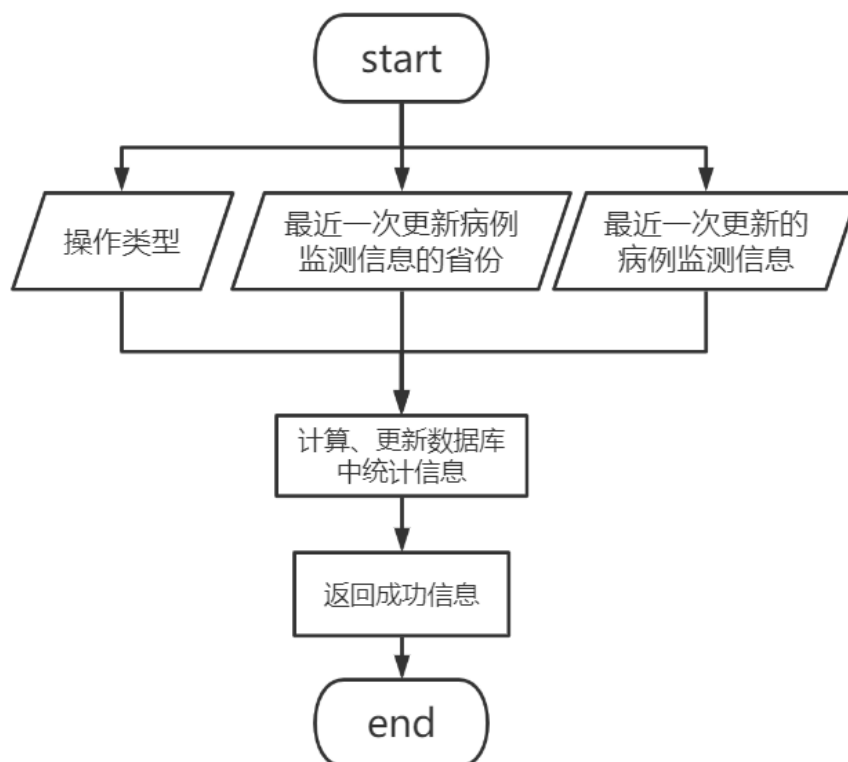 start
操作类型
最近一次更新病例
监测信息的省份
最近一次更新的
病例监测信息
计算、更新数据库
中统计信息
返回成功信息
end